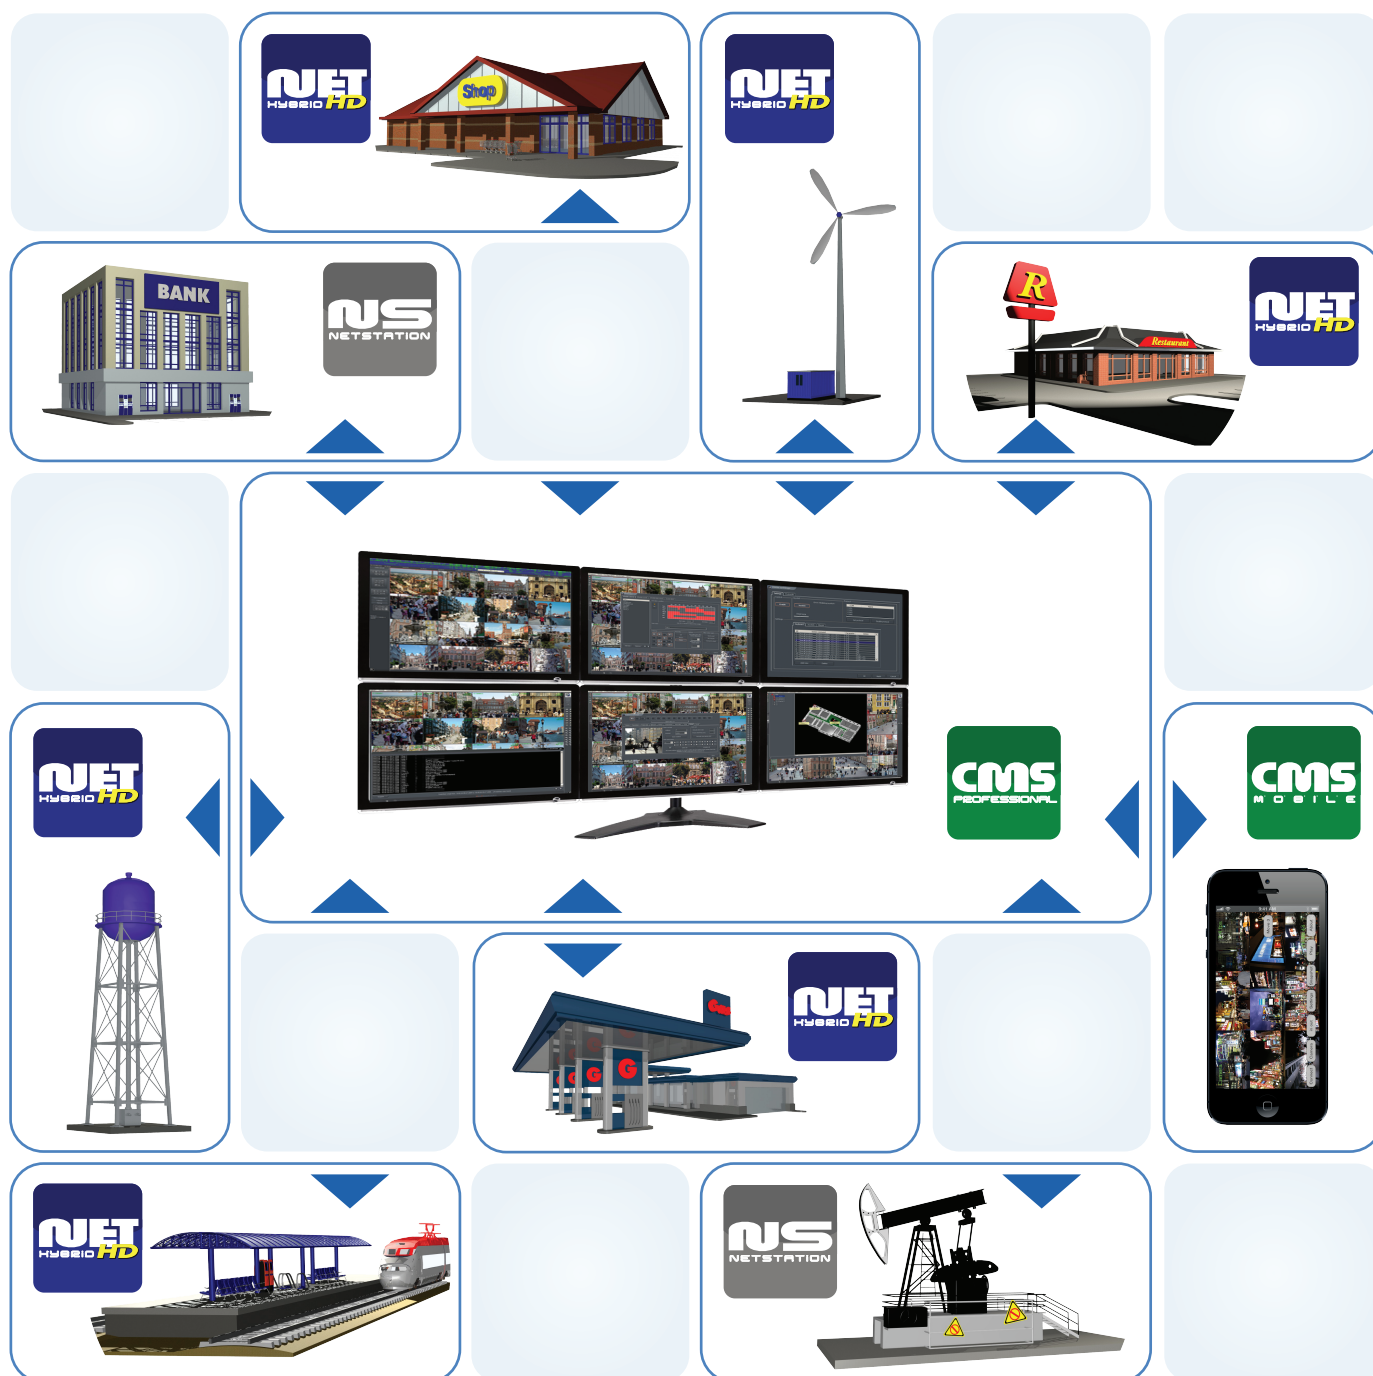 NET
HYBRID HD
Shop
NET
HYBRID HD
BANK
NS
NETSTATION
R
Restaurant
NET
HYBRID HD
NET
HYBRID HD
CMS
PROFESSIONAL
CMS
MOBILE
Gas
G
G
G
NET
HYBRID HD
NET
HYBRID HD
NS
NETSTATION